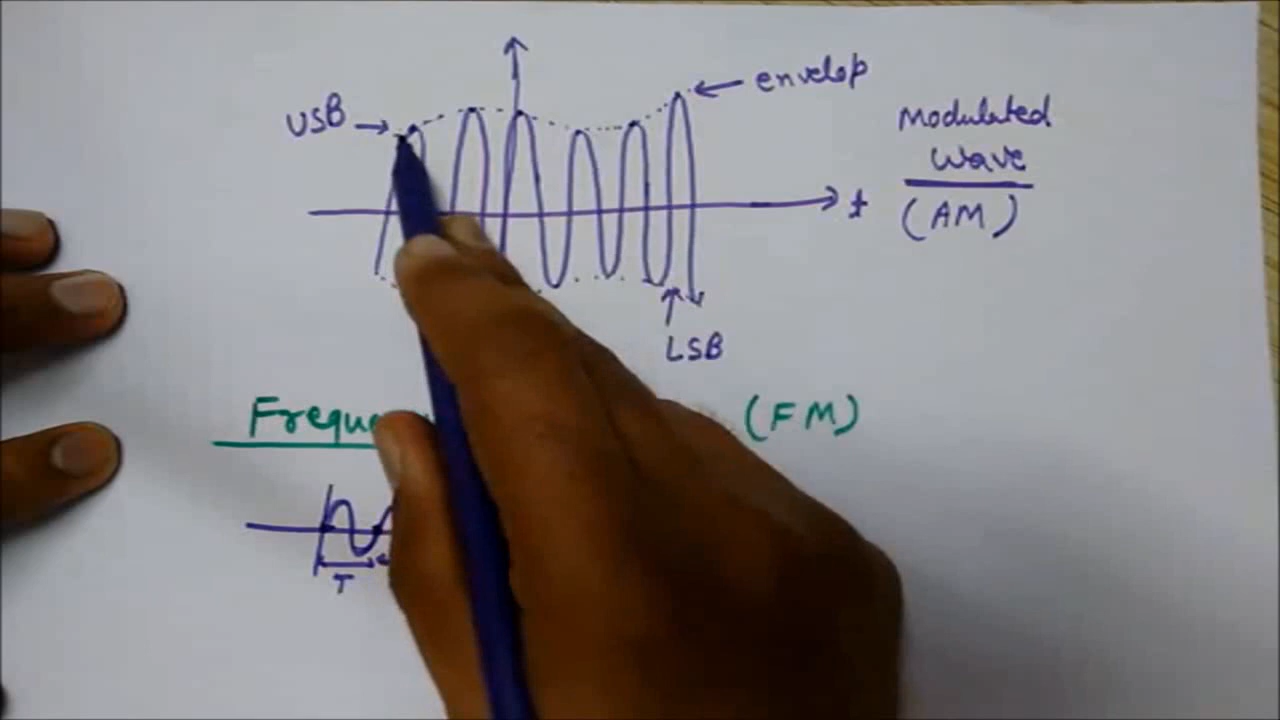 USB
envelop
Modulated
Wave
(AM)
t
LSB
(FM)
T